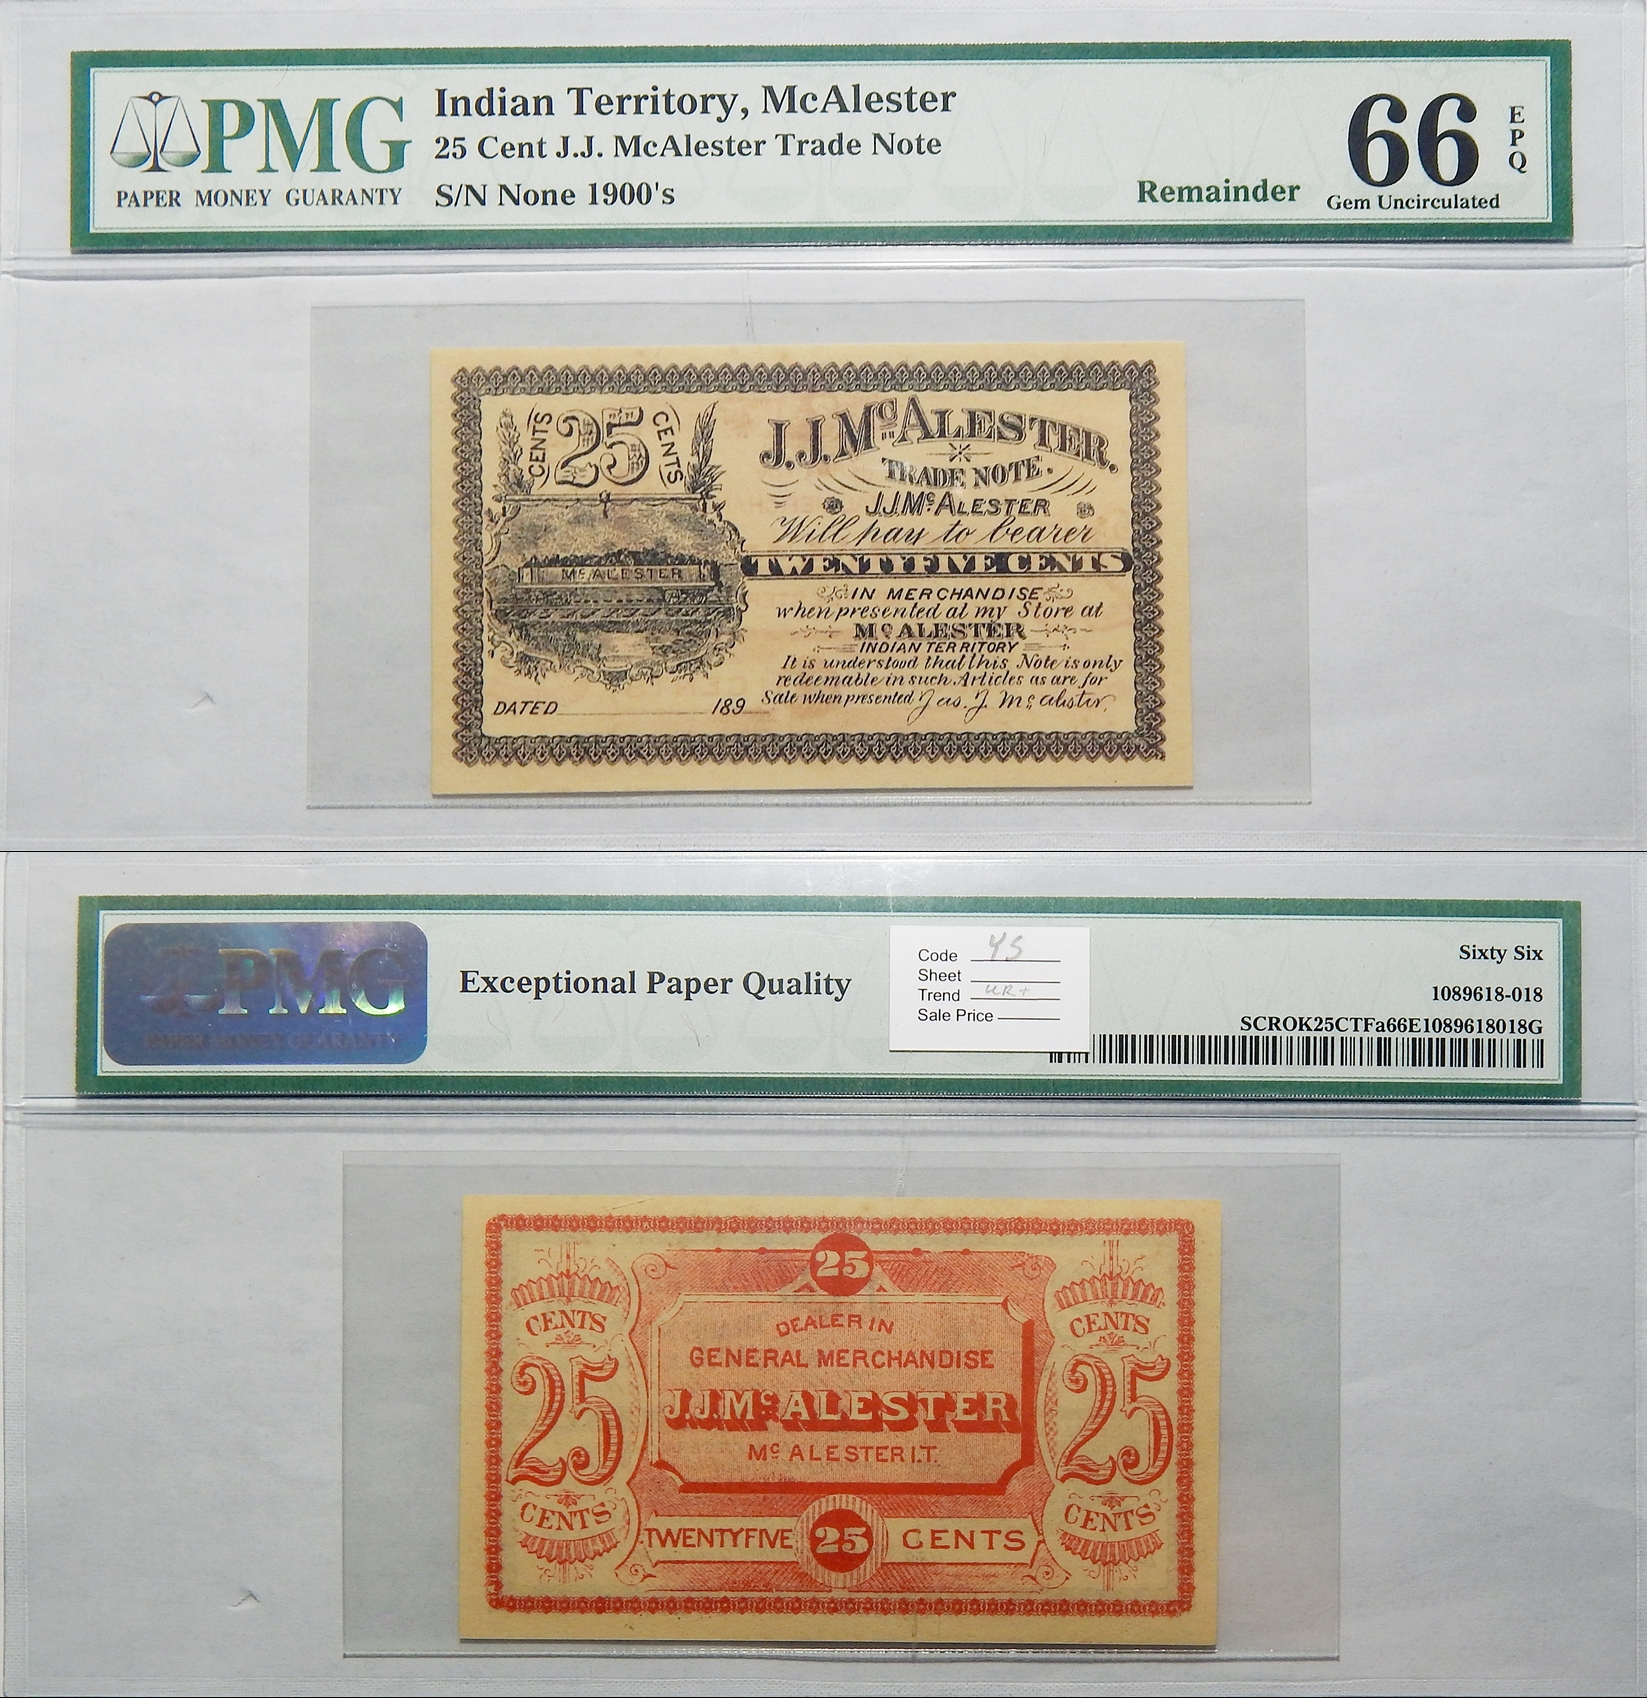 PMG
PAPER MONEY GUARANTY
Indian Territory, McAlester
25 Cent J.J. McAlester Trade Note
S/N None 1900's
Remainder
66
Gem Uncirculated
EPQ
CENTS 25 CENTS
McALESTER
DATED 189
J.J. McALESTER.
TRADE NOTE.
J.J. McALESTER
Will pay to bearer
TWENTYFIVE CENTS
IN MERCHANDISE
when presented at my Store at
McALESTER
INDIAN TERRITORY
It is understood that this Note is only
redeemable in such Articles as are for
Sale when presented Jas. J. McAlester.
PMG
PAPER MONEY GUARANTY
Exceptional Paper Quality
Code 45
Sheet
Trend UR+
Sale Price
Sixty Six
1089618-018
SCROK25CTFa66E1089618018G
CENTS
25
CENTS
25
DEALER IN
GENERAL MERCHANDISE
J.J. McALESTER
McALESTER I.T.
TWENTYFIVE 25 CENTS
CENTS
25
CENTS